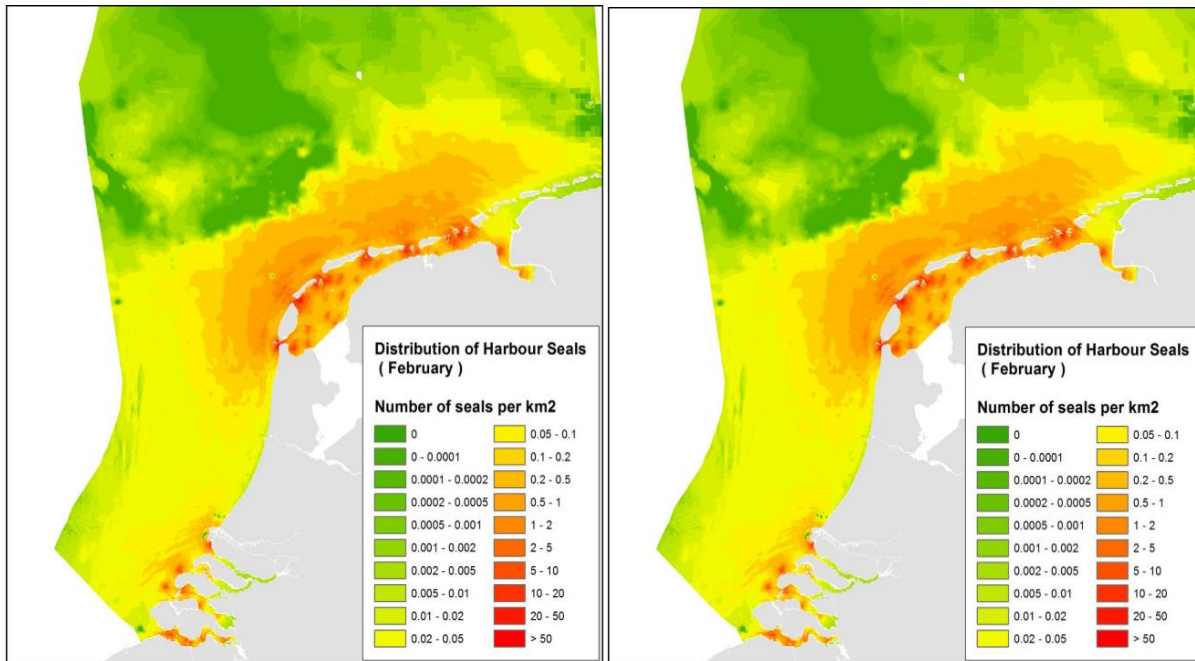 Distribution of Harbour Seals
( February )
Number of seals per km2
0
0 - 0.0001
0.0001 - 0.0002
0.0002 - 0.0005
0.0005 - 0.001
0.001 - 0.002
0.002 - 0.005
0.005 - 0.01
0.01 - 0.02
0.02 - 0.05
0.05 - 0.1
0.1 - 0.2
0.2 - 0.5
0.5 - 1
1 - 2
2 - 5
5 - 10
10 - 20
20 - 50
> 50
Distribution of Harbour Seals
( February )
Number of seals per km2
0
0 - 0.0001
0.0001 - 0.0002
0.0002 - 0.0005
0.0005 - 0.001
0.001 - 0.002
0.002 - 0.005
0.005 - 0.01
0.01 - 0.02
0.02 - 0.05
0.05 - 0.1
0.1 - 0.2
0.2 - 0.5
0.5 - 1
1 - 2
2 - 5
5 - 10
10 - 20
20 - 50
> 50